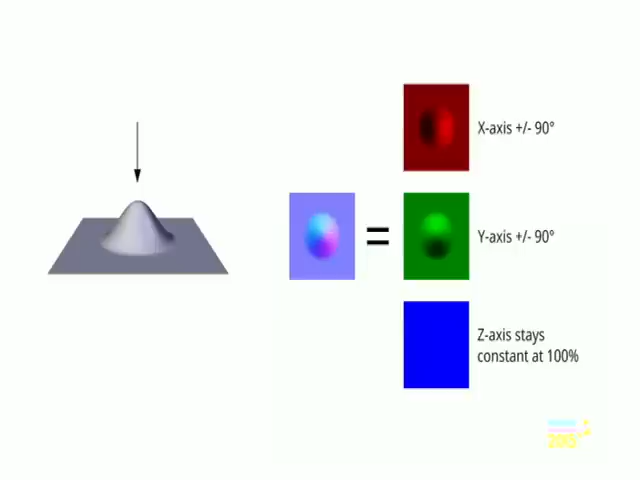 X-axis +/- 90°
=
Y-axis +/- 90°
Z-axis stays
constant at 100%